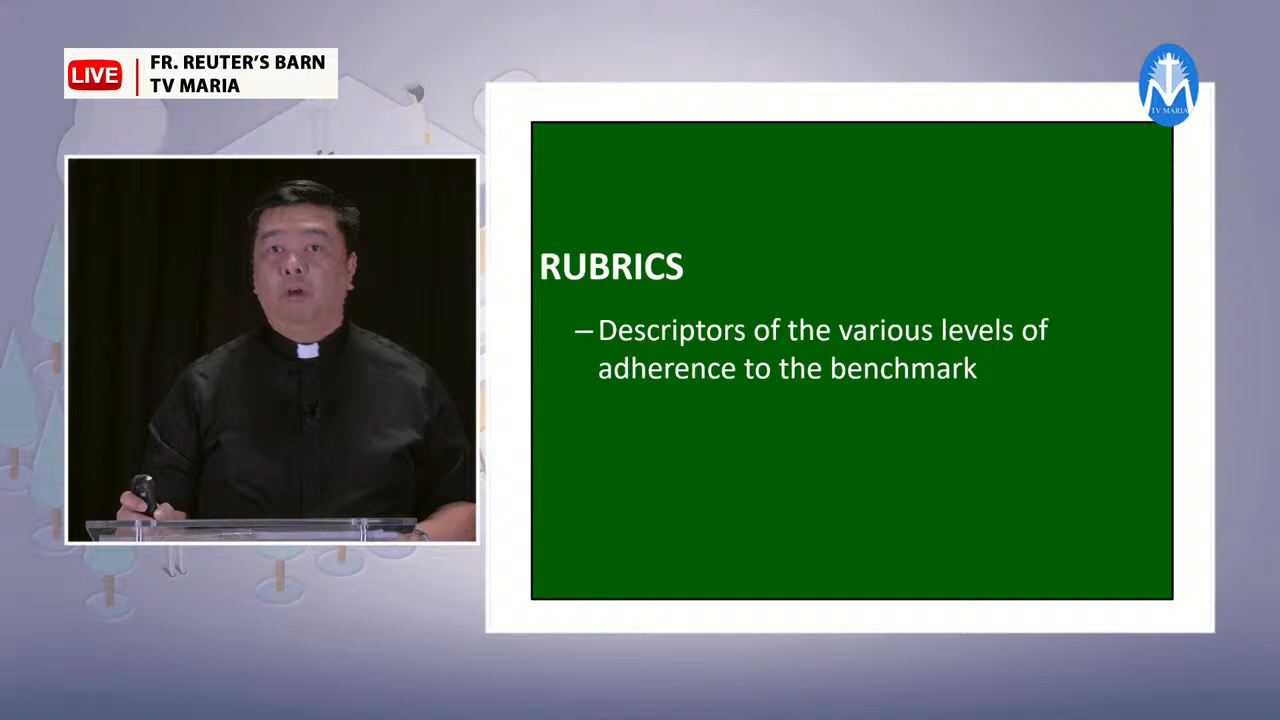 LIVE
FR. REUTER'S BARN
TV MARIA
TV MARIA
RUBRICS
– Descriptors of the various levels of
adherence to the benchmark